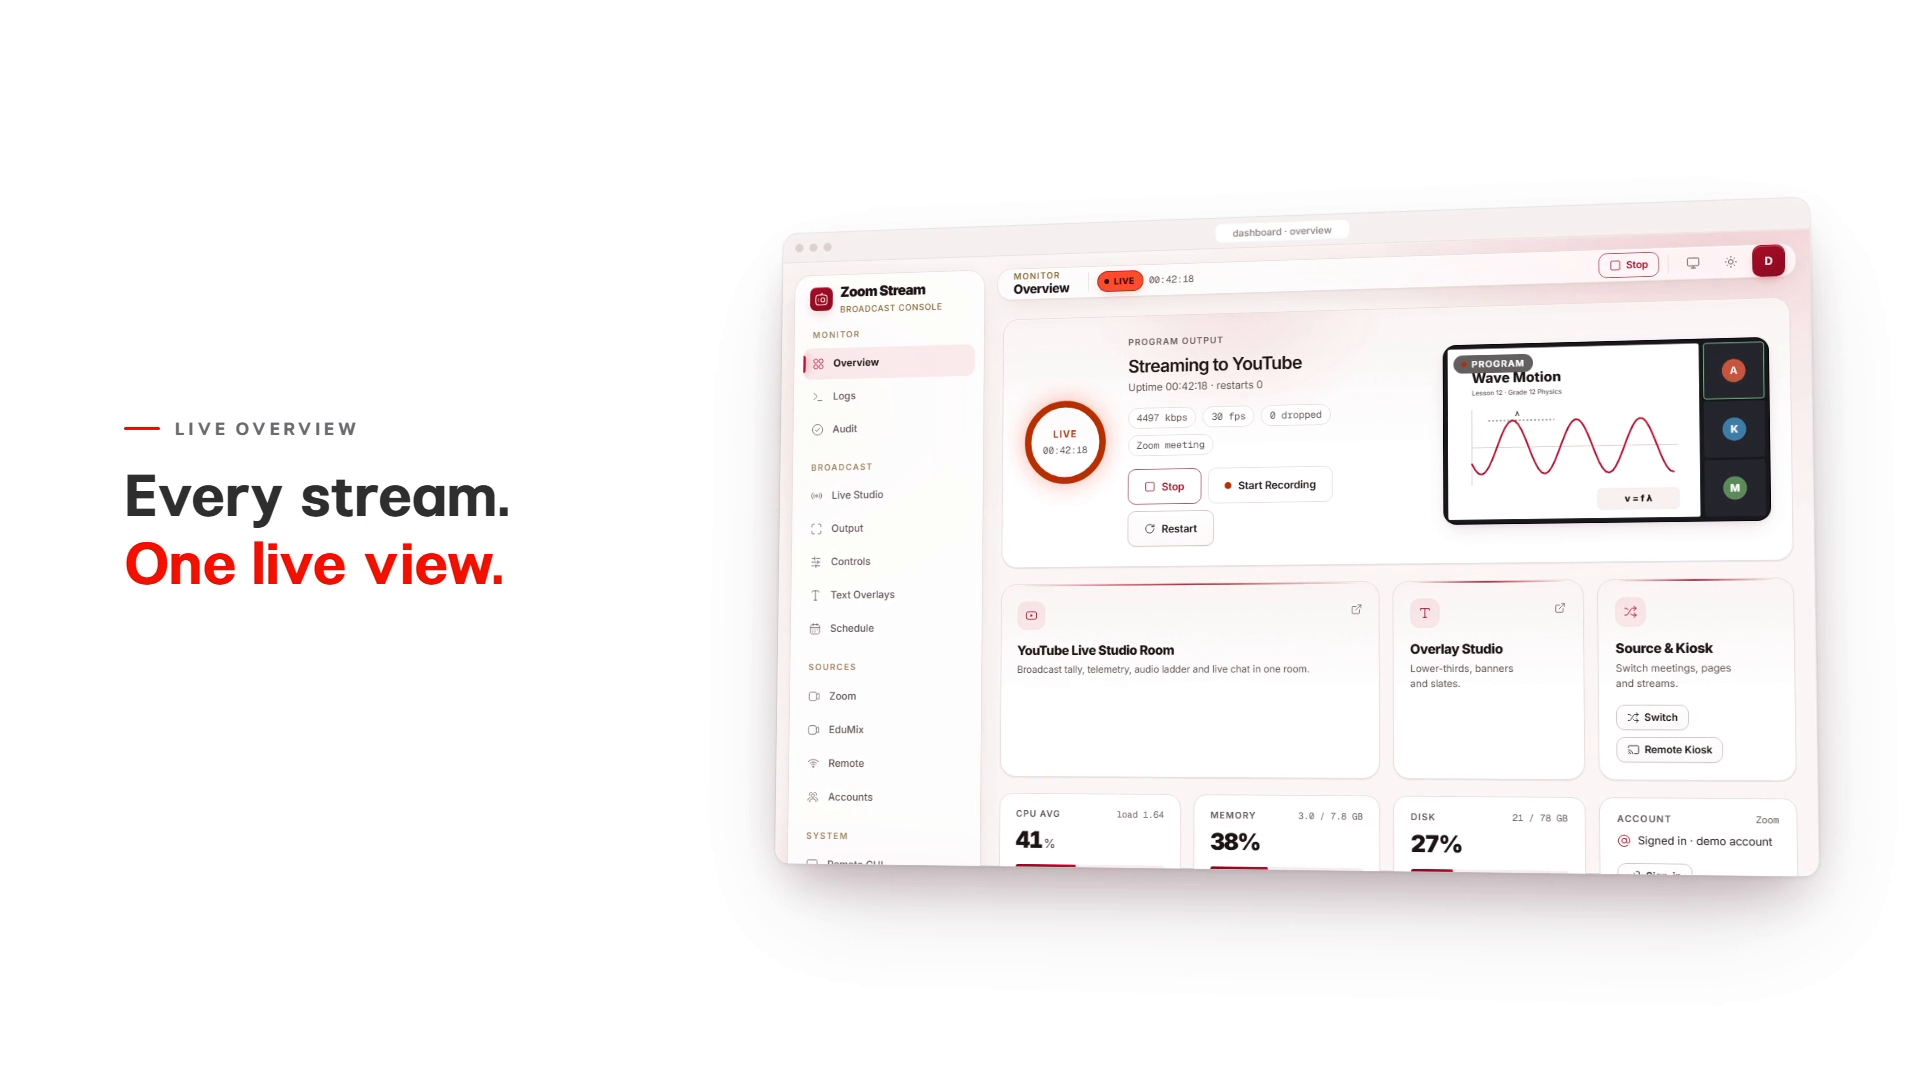 LIVE OVERVIEW
Every stream.
One live view.
dashboard · overview
Zoom Stream
BROADCAST CONSOLE
MONITOR
Overview
Logs
Audit
BROADCAST
Live Studio
Output
Controls
Text Overlays
Schedule
SOURCES
Zoom
EduMix
Remote
Accounts
SYSTEM
Remote GUI
MONITOR
Overview
LIVE
00:42:18
Stop
D
LIVE
00:42:18
PROGRAM OUTPUT
Streaming to YouTube
Uptime 00:42:18 · restarts 0
4497 kbps
30 fps
0 dropped
Zoom meeting
Stop
Start Recording
Restart
PROGRAM
Wave Motion
Lesson 12 · Grade 12 Physics
λ
v = f λ
A
K
M
YouTube Live Studio Room
Broadcast tally, telemetry, audio ladder and live chat in one room.
Overlay Studio
Lower-thirds, banners
and slates.
Source & Kiosk
Switch meetings, pages
and streams.
Switch
Remote Kiosk
CPU AVG
load 1.64
41%
MEMORY
3.0 / 7.8 GB
38%
DISK
21 / 78 GB
27%
ACCOUNT
Zoom
Signed in · demo account
Sign in